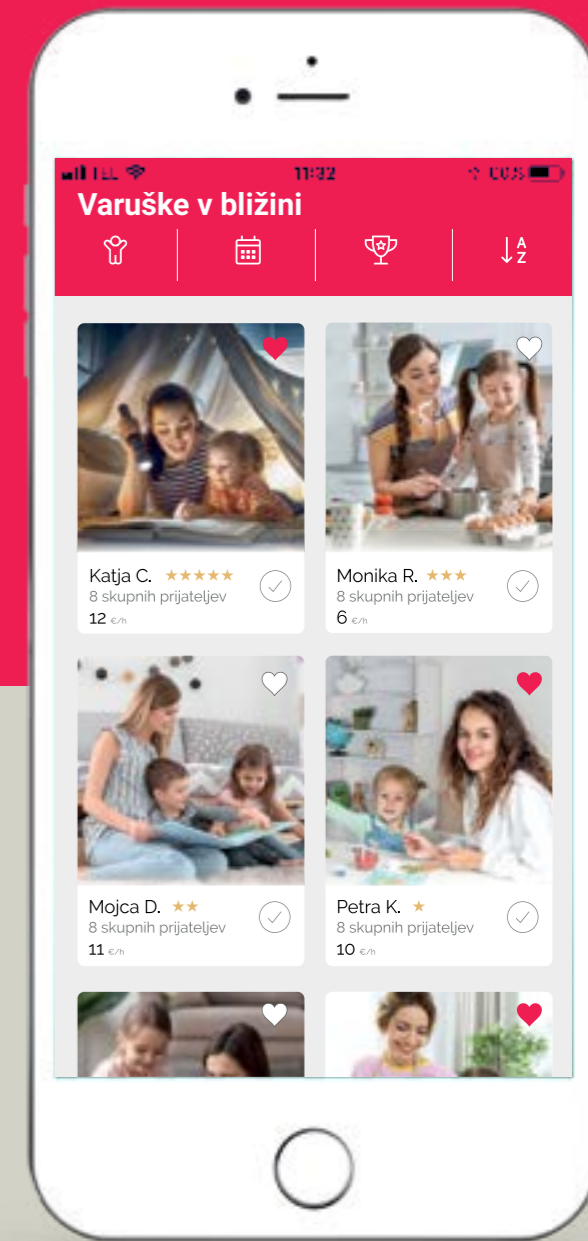 11:32
Varuške v bližini
A
Z
Katja C.
8 skupnih prijateljev
12 €/h
Monika R.
8 skupnih prijateljev
6 €/h
Mojca D.
8 skupnih prijateljev
11 €/h
Petra K.
8 skupnih prijateljev
10 €/h